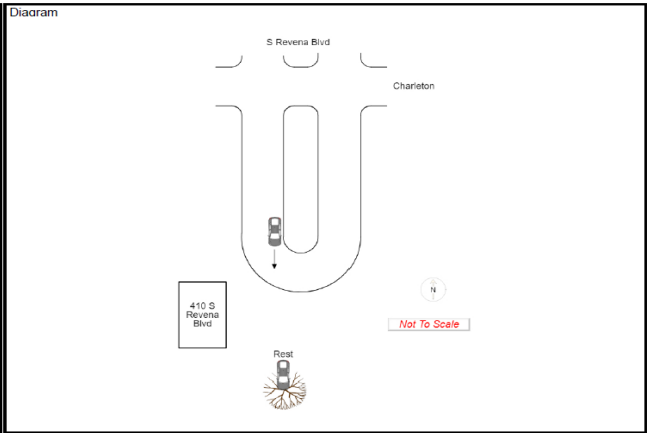 Diagram
S Revena Blvd
Charleton
N
410 S
Revena
Blvd
Not To Scale
Rest